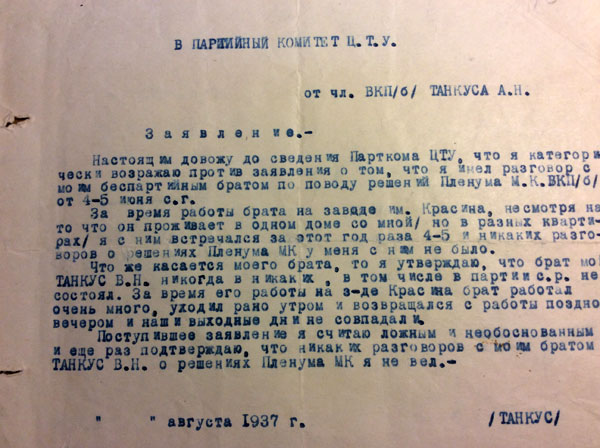 В ПАРТИЙНЫЙ КОМИТЕТ Ц.Т.У.
от чл. ВКП/б/ ТАНКУСА А.Н.
Заявление.-
Настоящим довожу до сведения Парткома ЦТУ, что я категори
чески возражаю против заявления о том, что я имел разговор с
моим беспартийным братом по поводу решений Пленума М.К.ВКП/б/
от 4-5 июня с.г.
За время работы брата на заводе им. Красина, несмотря на
то что он проживает в одном доме со мной/ но в разных кварти-
рах/ я с ним встречался за этот год раза 4-5 и никаких разго-
воров о решениях Пленума МК у меня с ним не было.
Что же касается моего брата, то я утверждаю, что брат мо
ТАНКУС В.Н. никогда в никаких , в том числе в партии с.р. не
состоял. За время его работы на з-де Красина брат работал
очень много, уходил рано утром и возвращался с работы поздно
вечером и наши выходные дни не совпадали.
Поступившее заявление я считаю ложным и необоснованным
и еще раз подтверждаю, что никаких разговоров с моим братом
ТАНКУС В.Н. о решениях Пленума МК я не вел.-
" " августа 1937 г. /ТАНКУС/